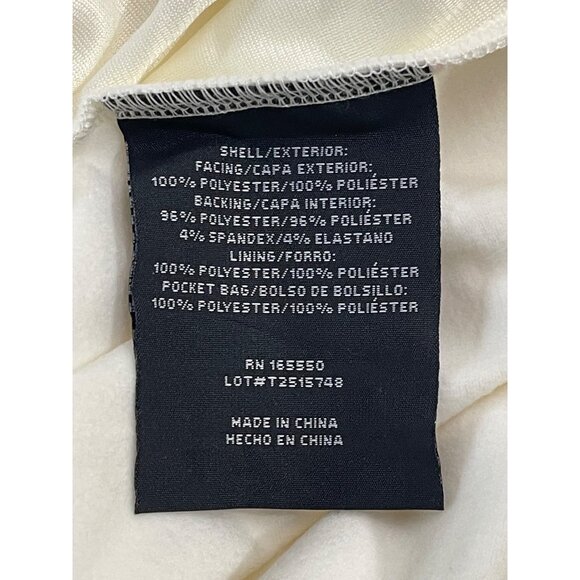 SHELL/EXTERIOR:
FACING/CAPA EXTERIOR:
100% POLYESTER/100% POLIÉSTER
BACKING/CAPA INTERIOR:
96% POLYESTER/96% POLIÉSTER
4% SPANDEX/4% ELASTANO
LINING/FORRO:
100% POLYESTER/100% POLIÉSTER
POCKET BAG/BOLSO DE BOLSILLO:
100% POLYESTER/100% POLIÉSTER
RN 165550
LOT#T2515748
MADE IN CHINA
HECHO EN CHINA